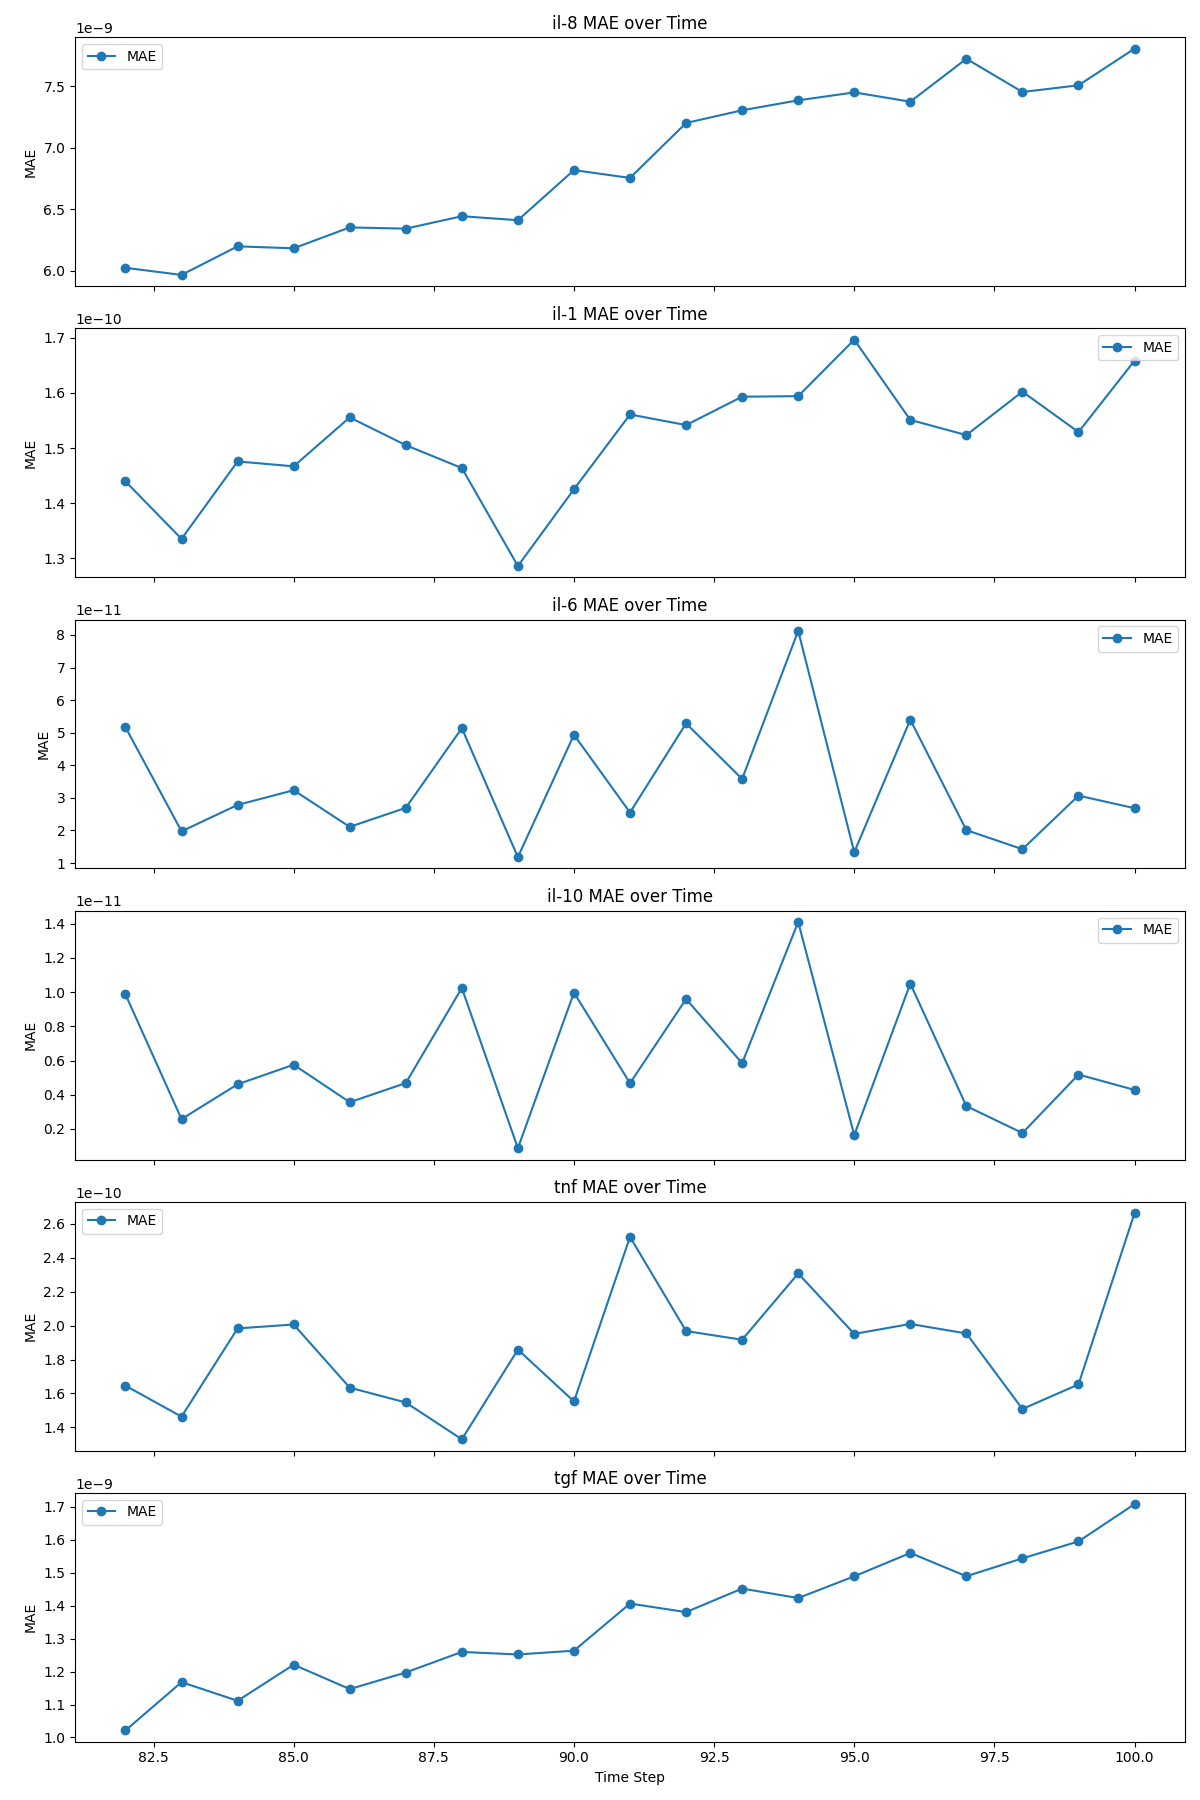 il-8 MAE over Time
1e−9
MAE
7.5
7.0
6.5
6.0
MAE
il-1 MAE over Time
1e−10
MAE
1.7
1.6
1.5
1.4
1.3
MAE
il-6 MAE over Time
1e−11
MAE
8
7
6
5
4
3
2
1
MAE
il-10 MAE over Time
1e−11
MAE
1.4
1.2
1.0
0.8
0.6
0.4
0.2
MAE
tnf MAE over Time
1e−10
MAE
2.6
2.4
2.2
2.0
1.8
1.6
1.4
MAE
tgf MAE over Time
1e−9
MAE
1.7
1.6
1.5
1.4
1.3
1.2
1.1
1.0
MAE
82.5 85.0 87.5 90.0 92.5 95.0 97.5 100.0
Time Step